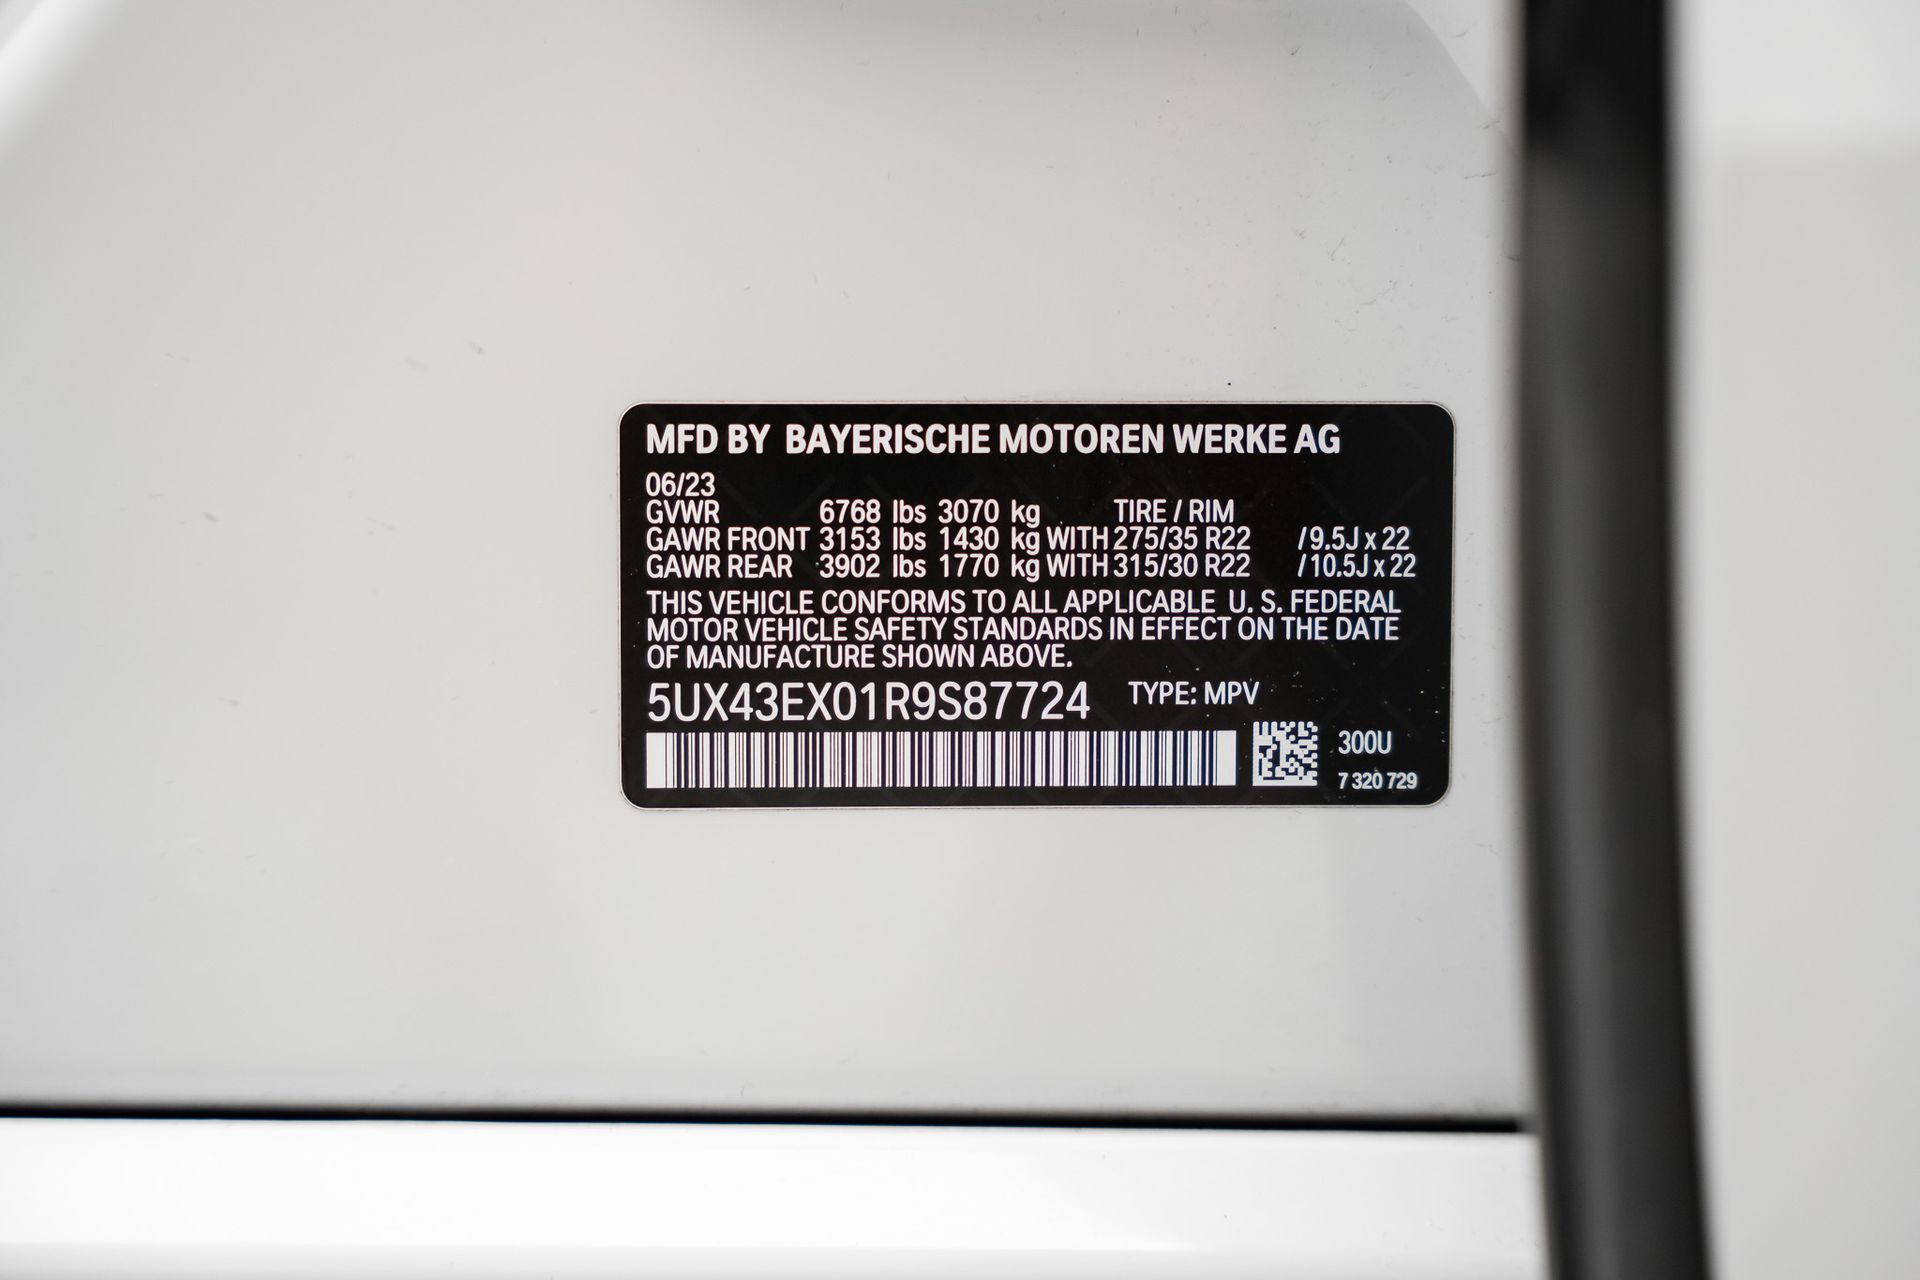 MFD BY BAYERISCHE MOTOREN WERKE AG
06/23
GVWR 6768 lbs 3070 kg TIRE / RIM
GAWR FRONT 3153 lbs 1430 kg WITH 275/35 R22 /9.5J x 22
GAWR REAR 3902 lbs 1770 kg WITH 315/30 R22 /10.5J x 22
THIS VEHICLE CONFORMS TO ALL APPLICABLE U. S. FEDERAL
MOTOR VEHICLE SAFETY STANDARDS IN EFFECT ON THE DATE
OF MANUFACTURE SHOWN ABOVE.
5UX43EX01R9S87724 TYPE: MPV
300U
7 320 729